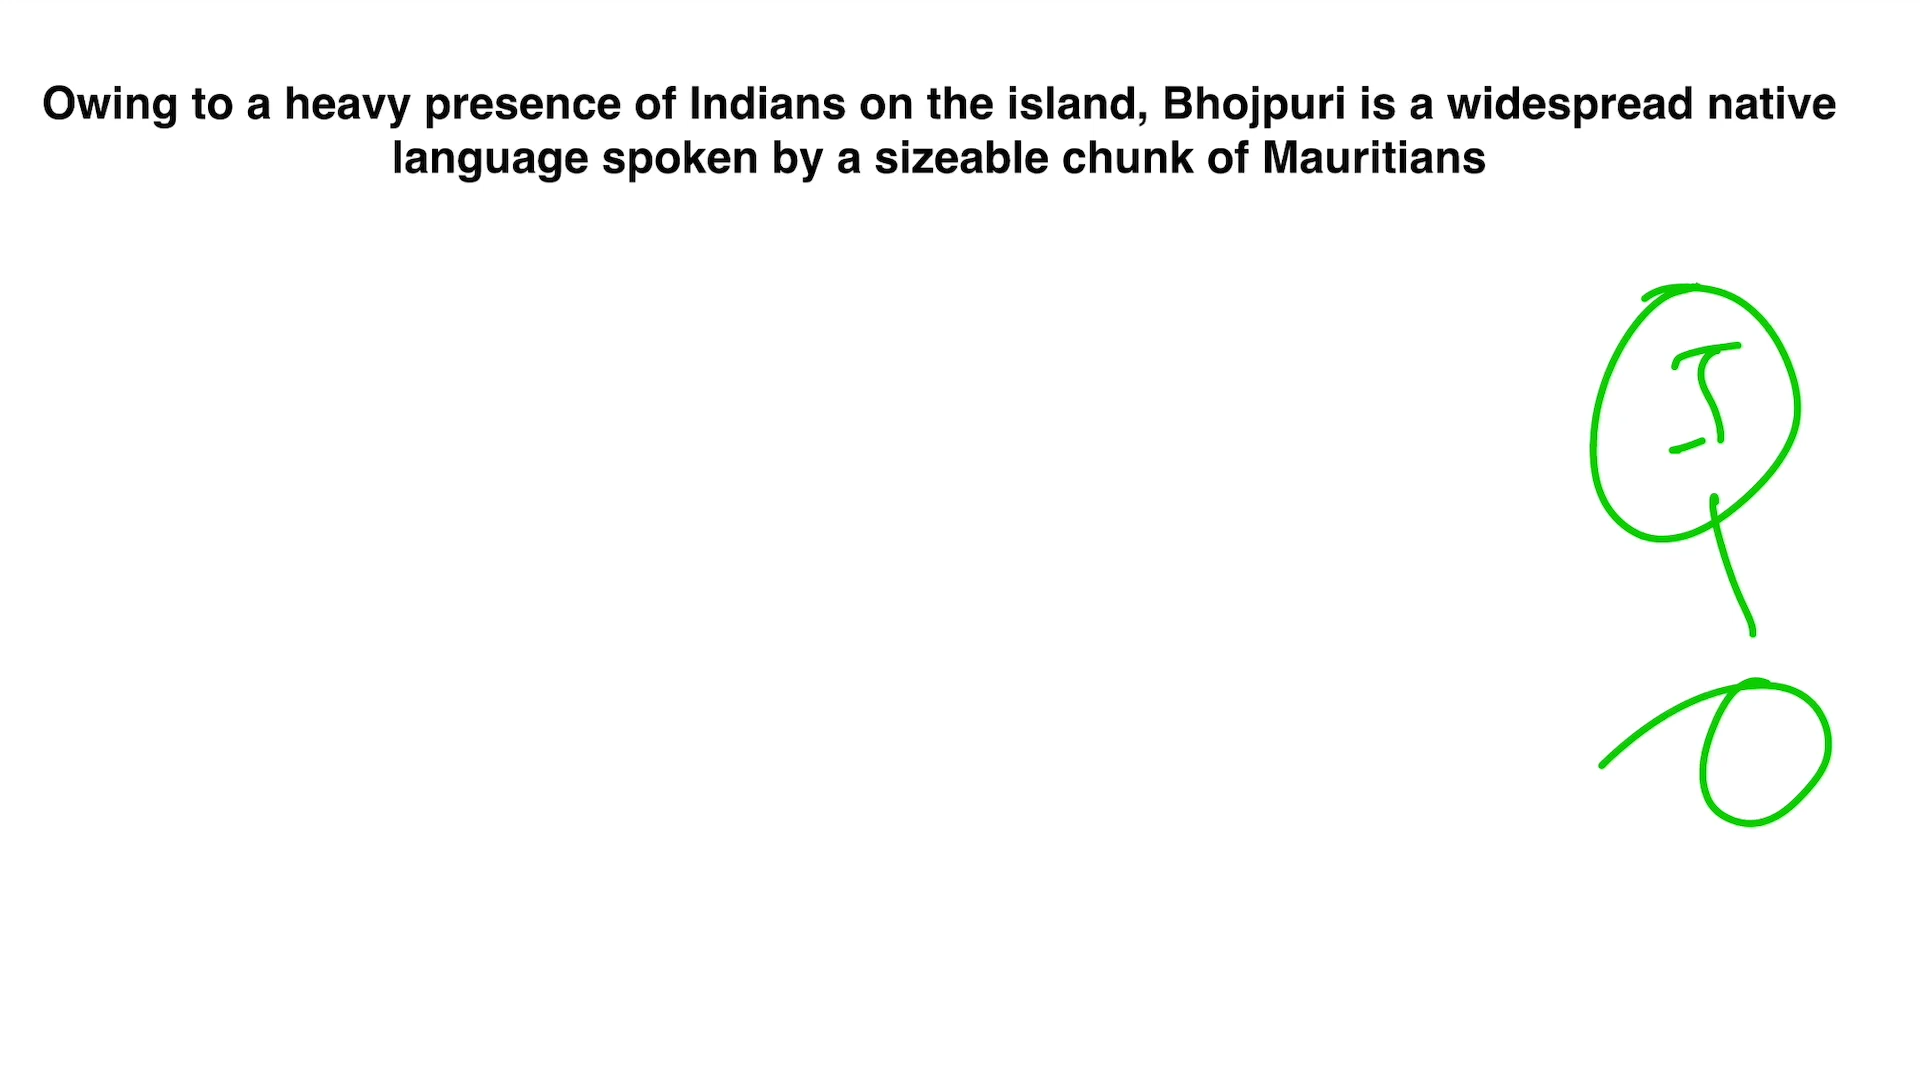 Owing to a heavy presence of Indians on the island, Bhojpuri is a widespread native
language spoken by a sizeable chunk of Mauritians